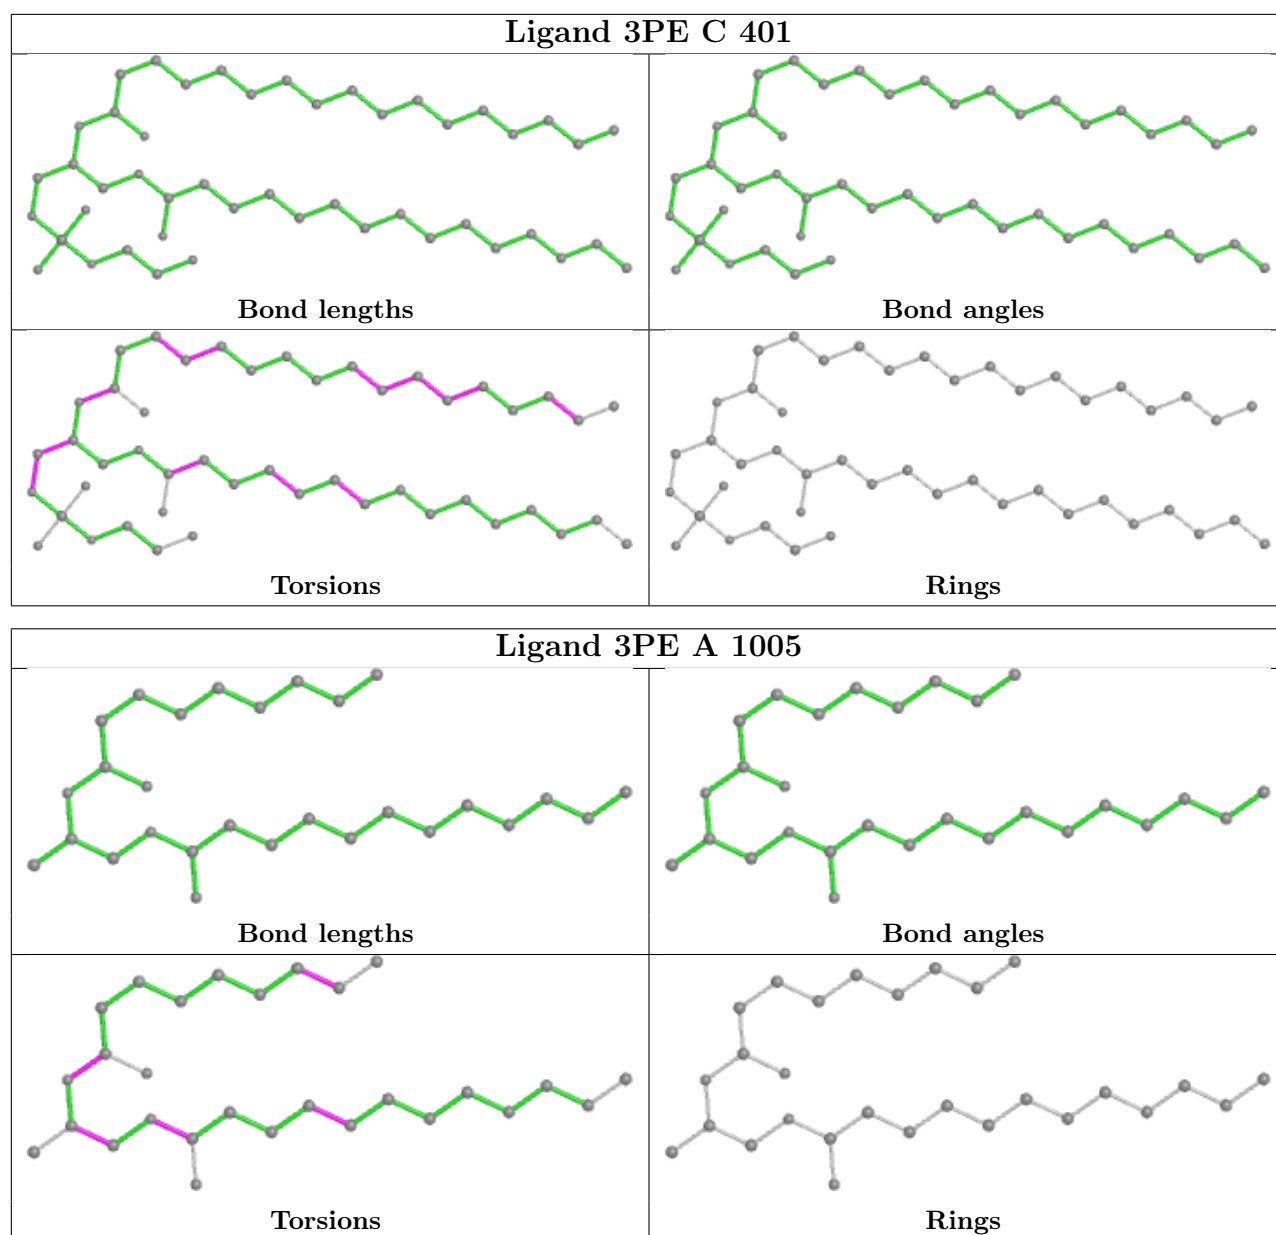 Ligand 3PE C 401
Bond lengths
Bond angles
Torsions
Rings
Ligand 3PE A 1005
Bond lengths
Bond angles
Torsions
Rings